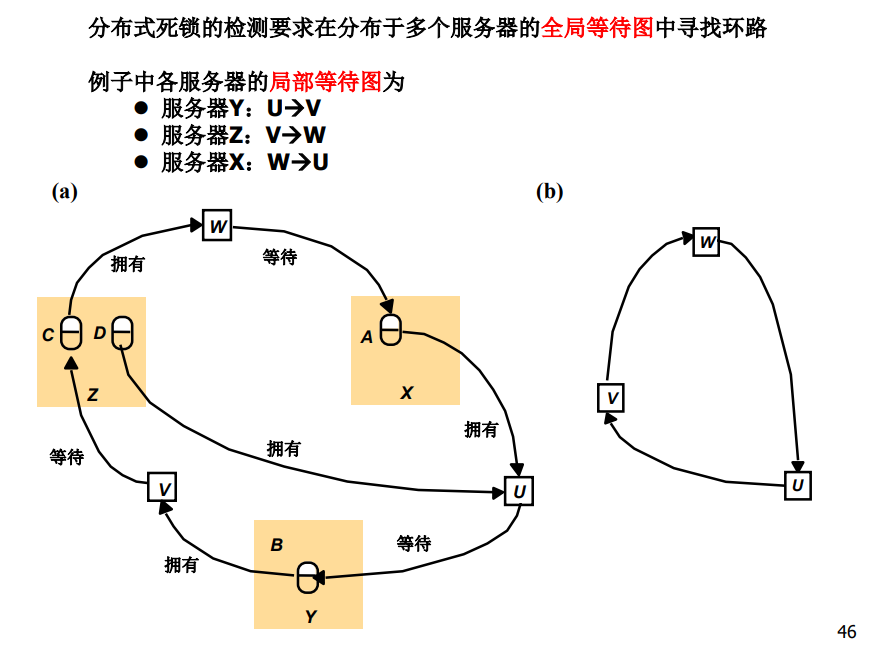 分布式死锁的检测要求在分布于多个服务器的全局等待图中寻找环路
例子中各服务器的局部等待图为
● 服务器Y：U→V
● 服务器Z：V→W
● 服务器X：W→U
(a)
(b)
W
等待
拥有
C
D
Z
A
X
拥有
等待
拥有
V
U
B
等待
拥有
Y
W
V
U
46